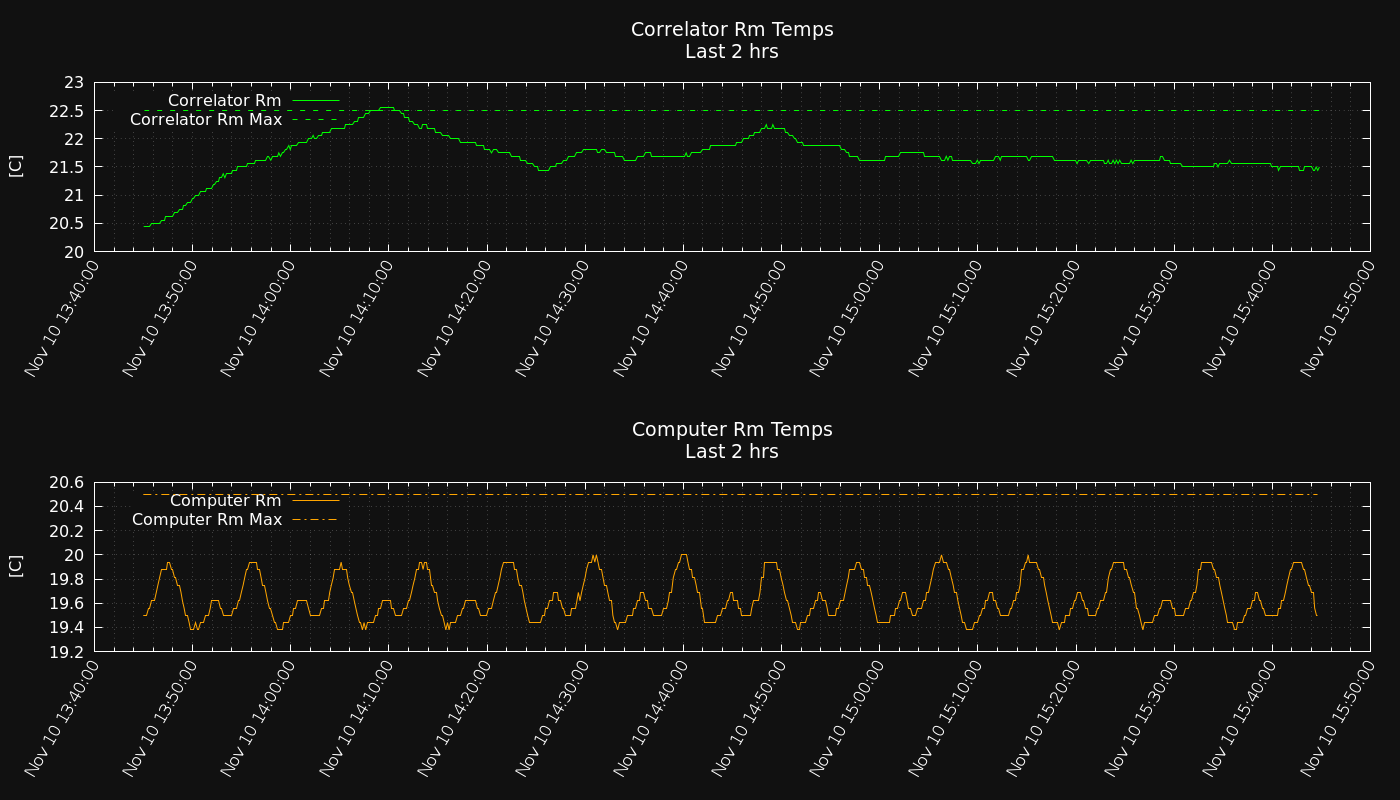 Correlator Rm Temps
Last 2 hrs
23
22.5
22
21.5
21
20.5
20
[C]
Correlator Rm
Correlator Rm Max
Nov 10 13:40:00
Nov 10 13:50:00
Nov 10 14:00:00
Nov 10 14:10:00
Nov 10 14:20:00
Nov 10 14:30:00
Nov 10 14:40:00
Nov 10 14:50:00
Nov 10 15:00:00
Nov 10 15:10:00
Nov 10 15:20:00
Nov 10 15:30:00
Nov 10 15:40:00
Nov 10 15:50:00
Computer Rm Temps
Last 2 hrs
20.6
20.4
20.2
20
19.8
19.6
19.4
19.2
[C]
Computer Rm
Computer Rm Max
Nov 10 13:40:00
Nov 10 13:50:00
Nov 10 14:00:00
Nov 10 14:10:00
Nov 10 14:20:00
Nov 10 14:30:00
Nov 10 14:40:00
Nov 10 14:50:00
Nov 10 15:00:00
Nov 10 15:10:00
Nov 10 15:20:00
Nov 10 15:30:00
Nov 10 15:40:00
Nov 10 15:50:00